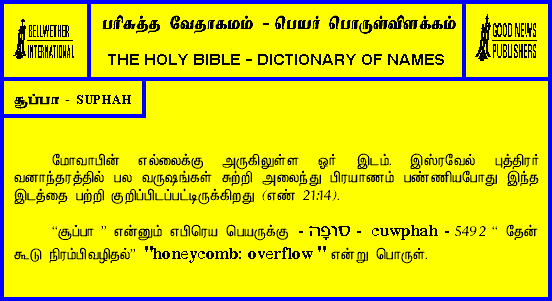 BELLWETHER
INTERNATIONAL
பரிசுத்த வேதாகமம் - பெயர் பொருள்விளக்கம்
THE HOLY BIBLE - DICTIONARY OF NAMES
GOOD NEWS
PUBLISHERS
சூப்பா - SUPHAH
மோவாபின் எல்லைக்கு அருகிலுள்ள ஓர் இடம். இஸ்ரவேல் புத்திரர்
வனாந்தரத்தில் பல வருஷங்கள் சுற்றி அலைந்து பிரயாணம் பண்ணியபோது இந்த
இடத்தை பற்றி குறிப்பிடப்பட்டிருக்கிறது (எண் 21:14).
“சூப்பா ” என்னும் எபிரெய பெயருக்கு - סוּפָה - cuwphah - 5492 “ தேன்
கூடு நிரம்பிவழிதல்” "honeycomb: overflow " என்று பொருள்.